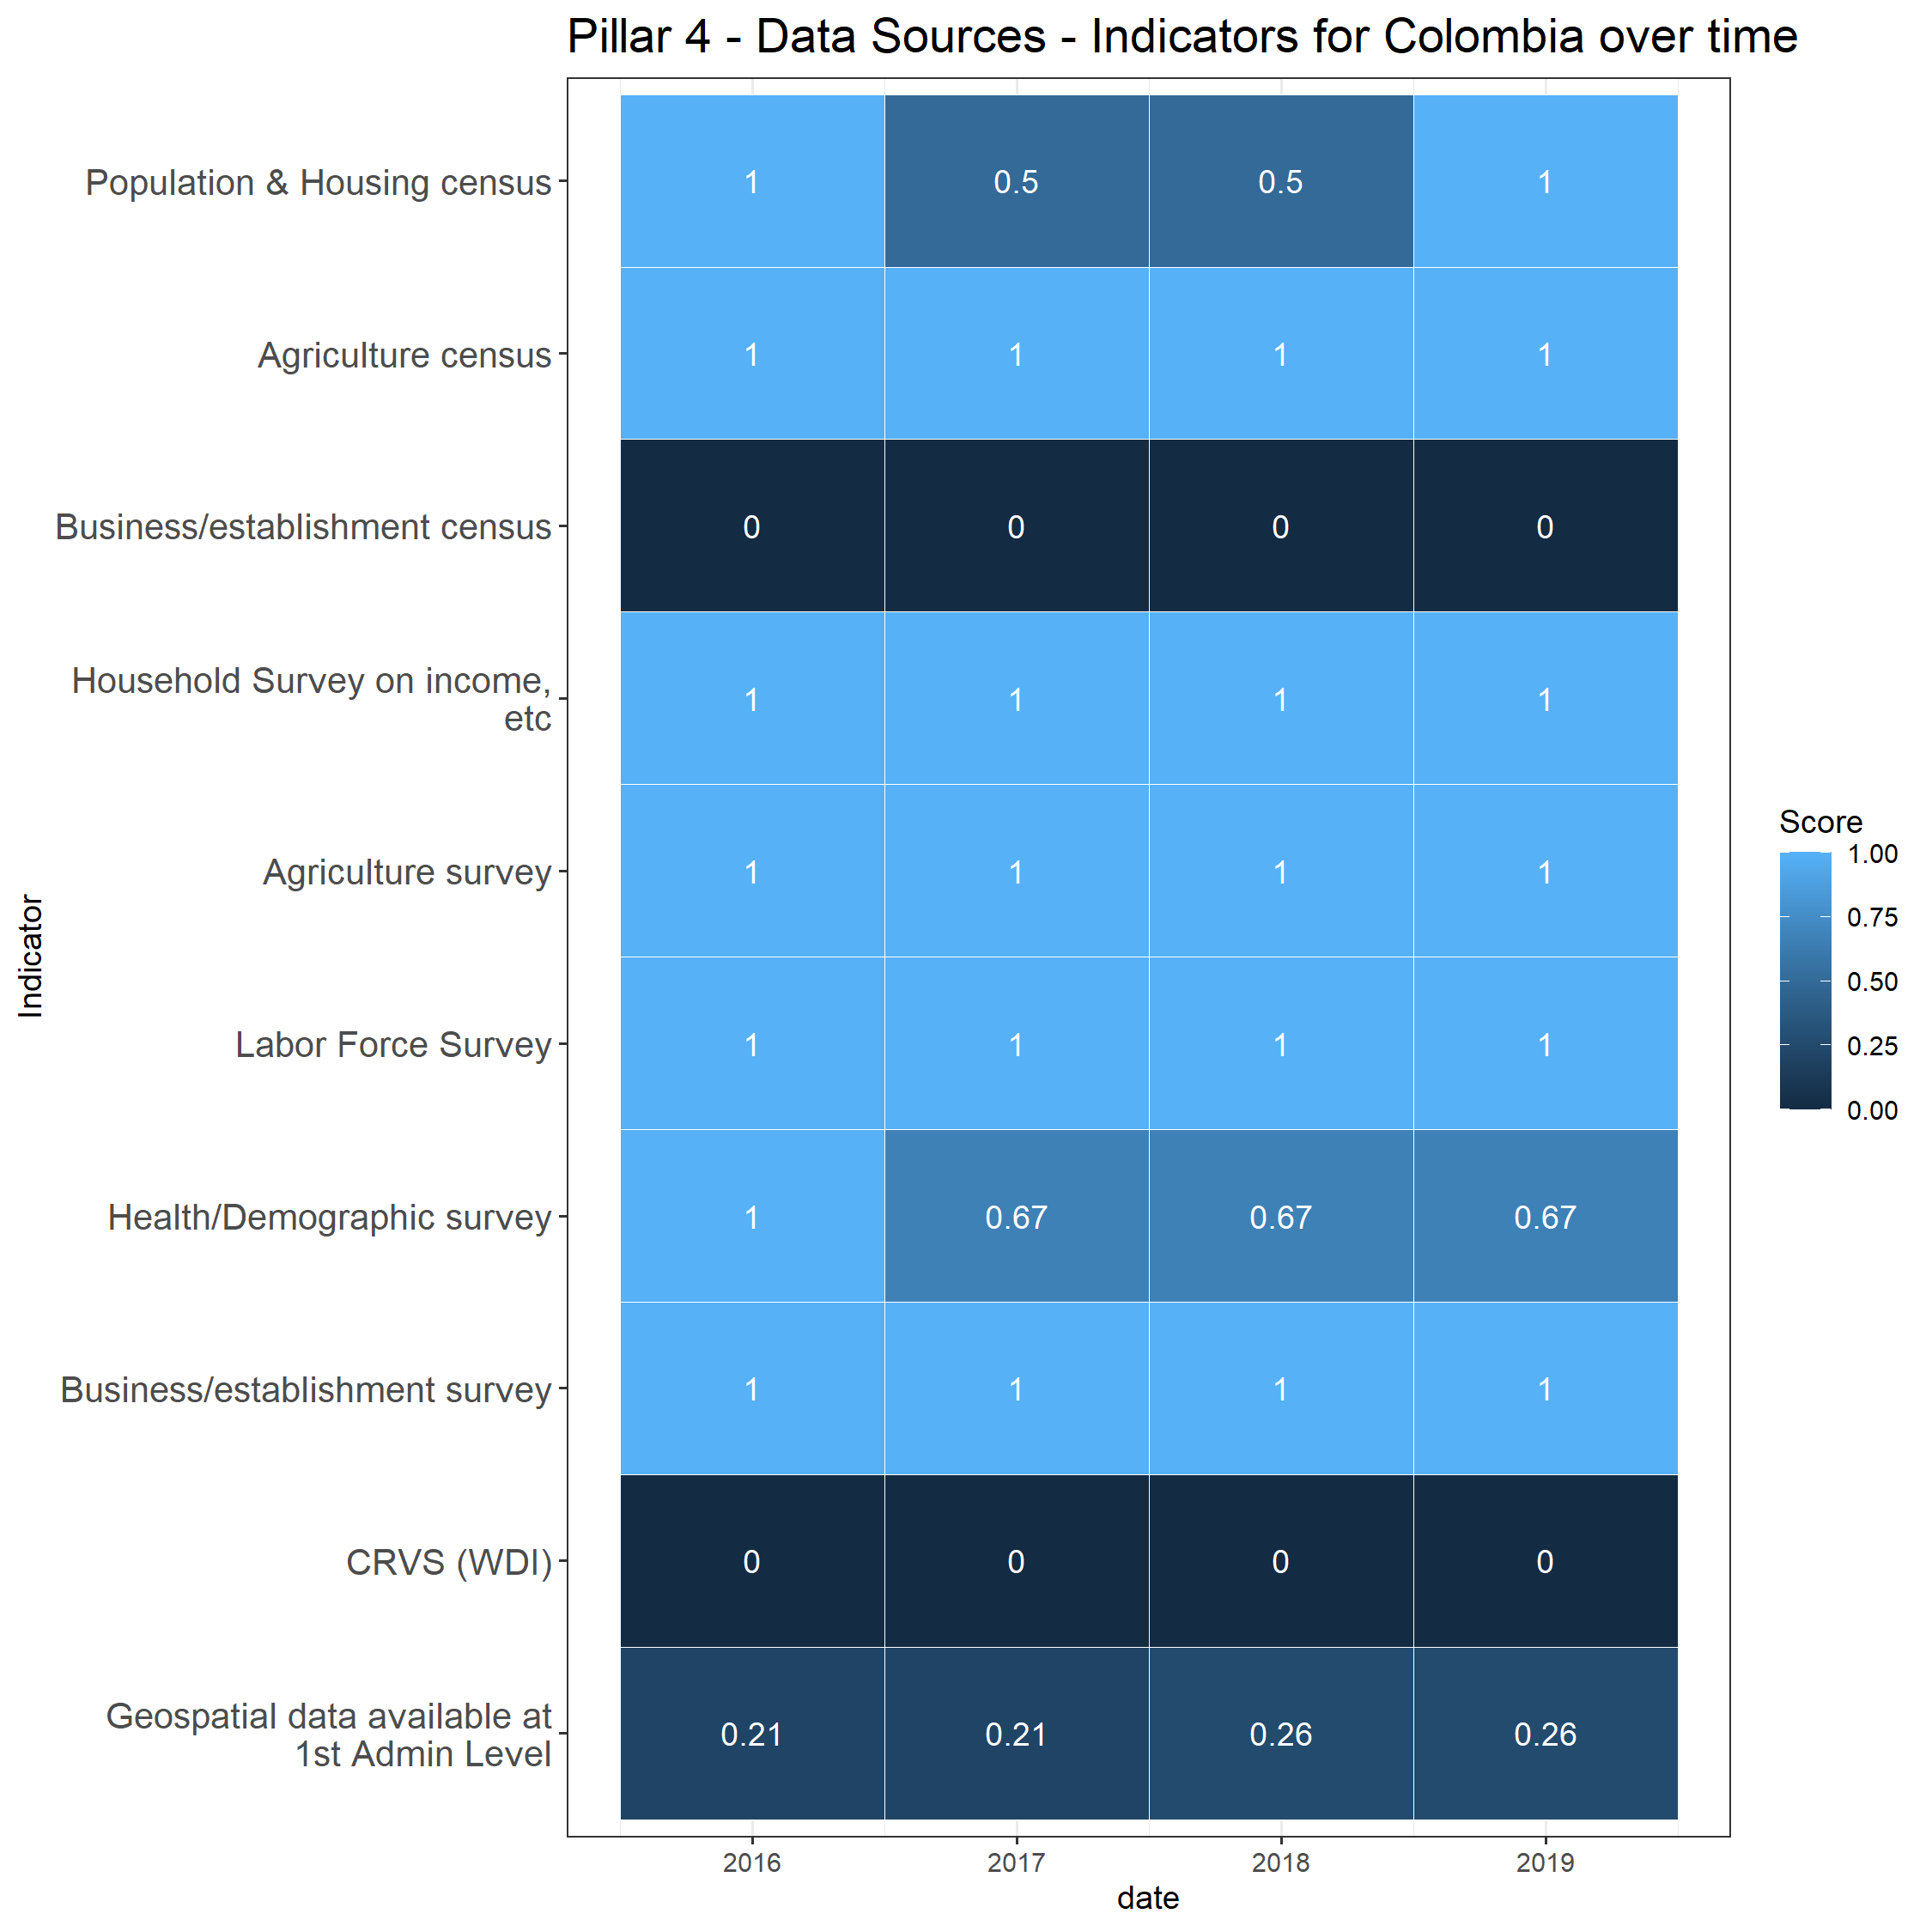 Pillar 4 - Data Sources - Indicators for Colombia over time
Population & Housing census
1 0.5 0.5 1
Agriculture census
1 1 1 1
Business/establishment census
0 0 0 0
Household Survey on income,
etc
1 1 1 1
Agriculture survey
1 1 1 1
Labor Force Survey
1 1 1 1
Health/Demographic survey
1 0.67 0.67 0.67
Business/establishment survey
1 1 1 1
CRVS (WDI)
0 0 0 0
Geospatial data available at
1st Admin Level
0.21 0.21 0.26 0.26
2016 2017 2018 2019
date
Indicator
Score
1.00
0.75
0.50
0.25
0.00